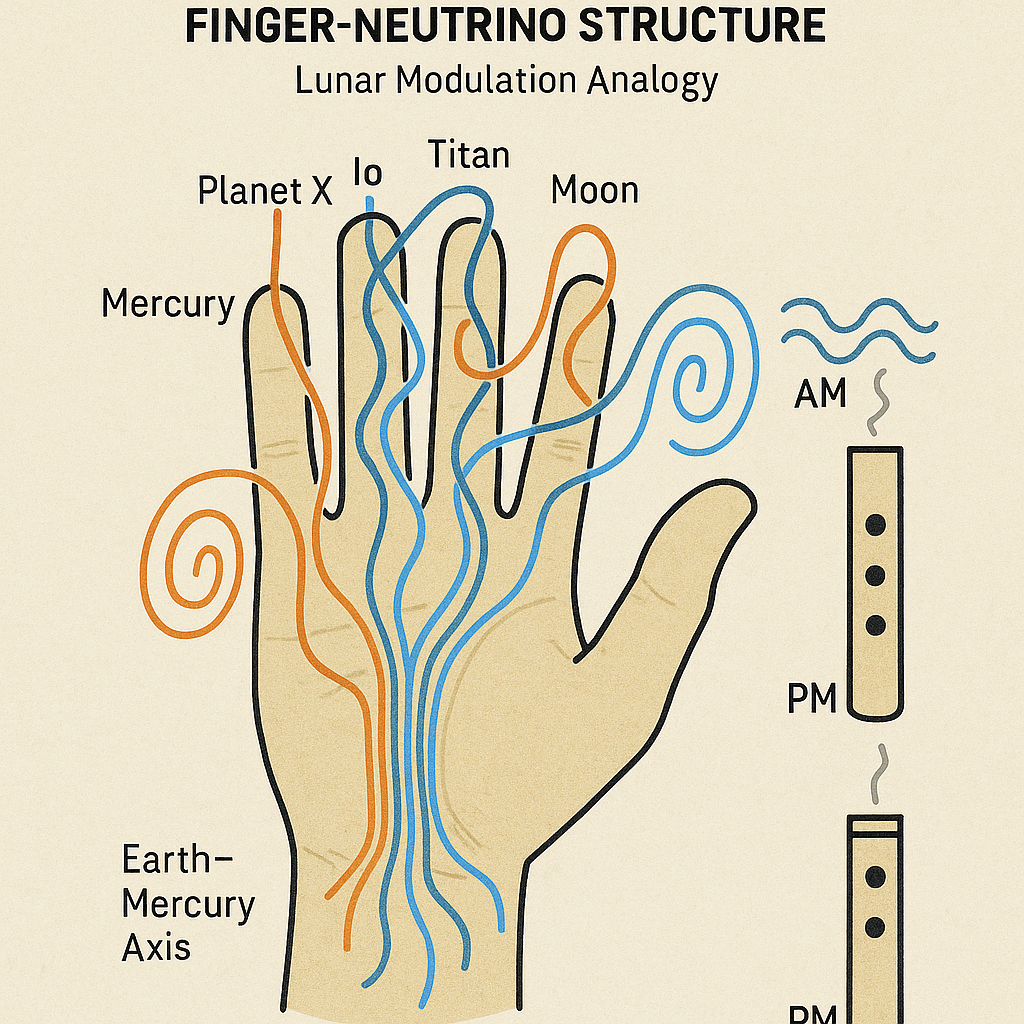 FINGER-NEUTRINO STRUCTURE
Lunar Modulation Analogy
Titan
Io
Planet X
Moon
Mercury
AM
PM
Earth–
Mercury
Axis
PM